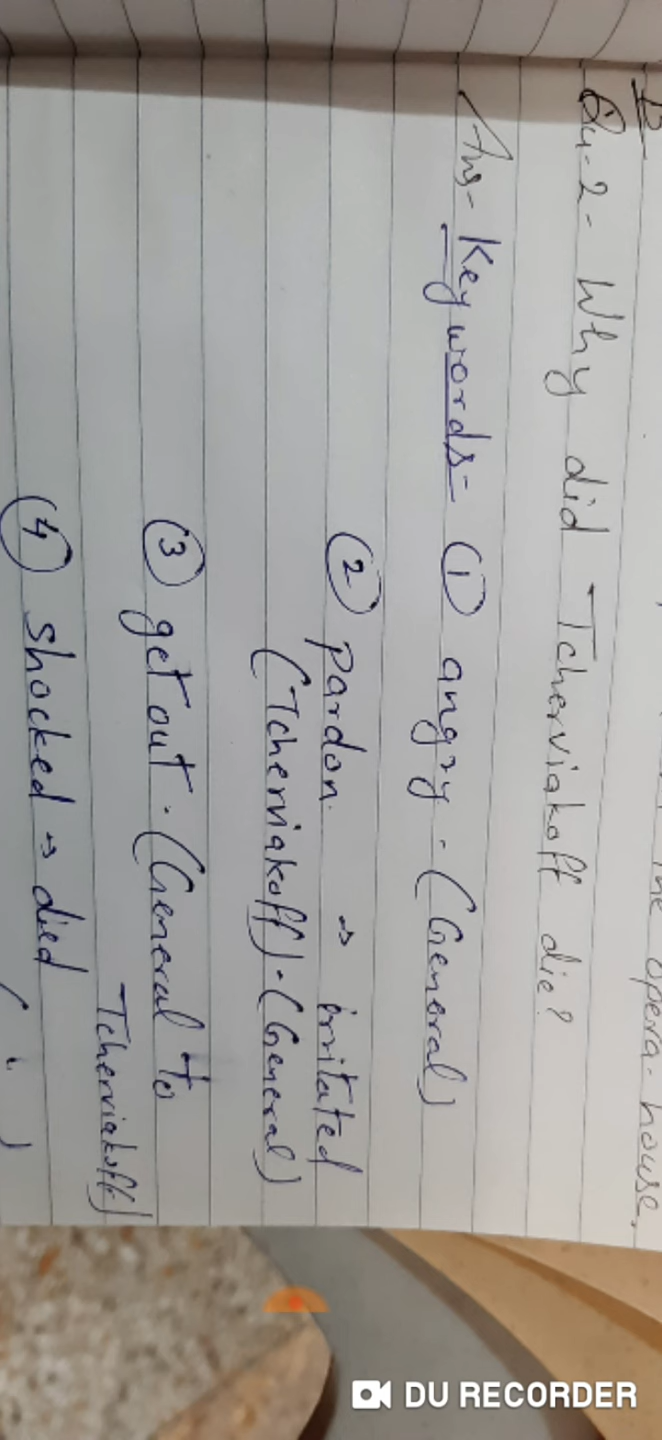 the opera-house.
Qu-2- Why did Tcherviakoff die?
Ans- Keywords- ① angry. (General)
② pardon. → irritated
(Tcherviakoff). (General)
③ get out. (General to
Tcherviakoff)
④ shocked → died
DU RECORDER